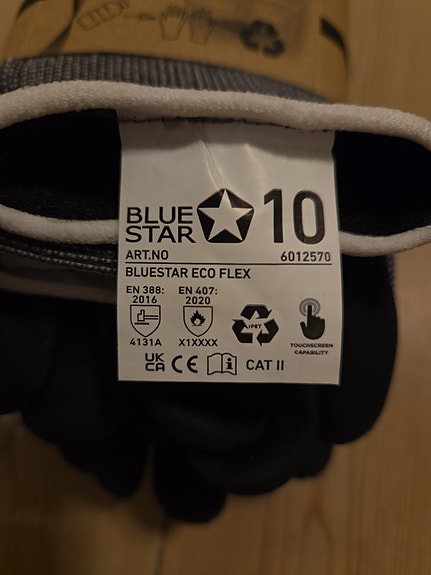 BLUE
STAR
10
ART.NO 6012570
BLUESTAR ECO FLEX
EN 388:
2016
4131A
EN 407:
2020
X1XXXX
rPET
TOUCHSCREEN
CAPABILITY
UK
CA CE i CAT II